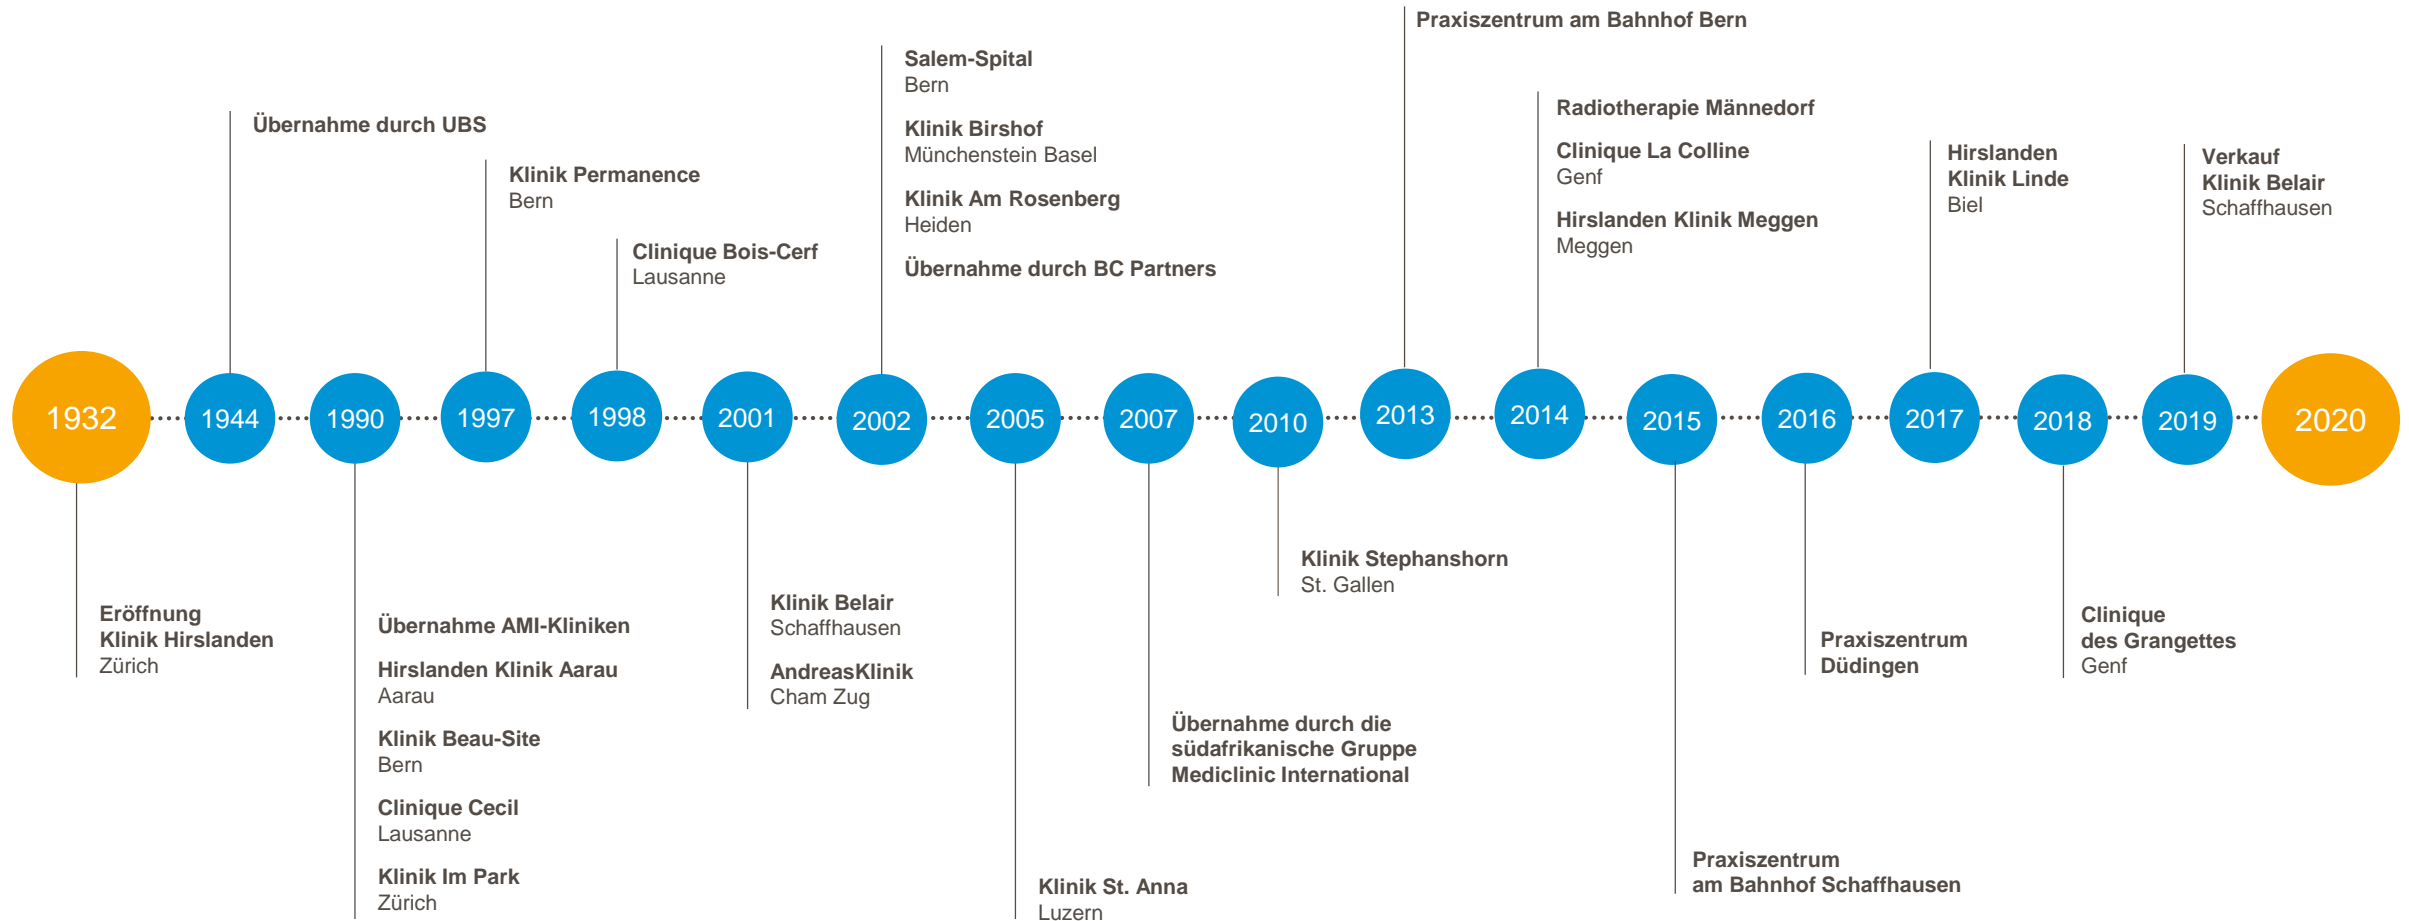 Praxiszentrum am Bahnhof Bern
Salem-Spital
Bern
Klinik Birshof
Münchenstein Basel
Klinik Am Rosenberg
Heiden
Übernahme durch BC Partners
Übernahme durch UBS
Klinik Permanence
Bern
Clinique Bois-Cerf
Lausanne
Radiotherapie Männedorf
Clinique La Colline
Genf
Hirslanden Klinik Meggen
Meggen
Hirslanden
Klinik Linde
Biel
Verkauf
Klinik Belair
Schaffhausen
1932
1944
1990
1997
1998
2001
2002
2005
2007
2010
2013
2014
2015
2016
2017
2018
2019
2020
Eröffnung
Klinik Hirslanden
Zürich
Übernahme AMI-Kliniken
Hirslanden Klinik Aarau
Aarau
Klinik Beau-Site
Bern
Clinique Cecil
Lausanne
Klinik Im Park
Zürich
Klinik Belair
Schaffhausen
AndreasKlinik
Cham Zug
Klinik St. Anna
Luzern
Übernahme durch die
südafrikanische Gruppe
Mediclinic International
Klinik Stephanshorn
St. Gallen
Praxiszentrum
am Bahnhof Schaffhausen
Praxiszentrum
Düdingen
Clinique
des Grangettes
Genf